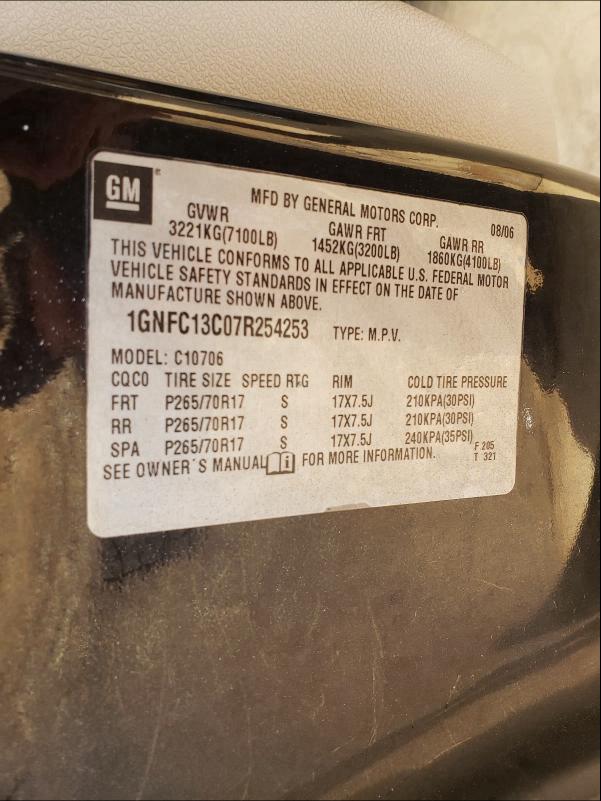 GM
MFD BY GENERAL MOTORS CORP. 08/06
GVWR GAWR FRT GAWR RR
3221KG(7100LB) 1452KG(3200LB) 1860KG(4100LB)
THIS VEHICLE CONFORMS TO ALL APPLICABLE U.S. FEDERAL MOTOR
VEHICLE SAFETY STANDARDS IN EFFECT ON THE DATE OF
MANUFACTURE SHOWN ABOVE.
1GNFC13C07R254253 TYPE: M.P.V.
MODEL: C10706
CQCO TIRE SIZE SPEED RTG RIM COLD TIRE PRESSURE
FRT P265/70R17 S 17X7.5J 210KPA(30PSI)
RR P265/70R17 S 17X7.5J 210KPA(30PSI)
SPA P265/70R17 S 17X7.5J 240KPA(35PSI)
SEE OWNER´S MANUAL FOR MORE INFORMATION. F 205
T 321